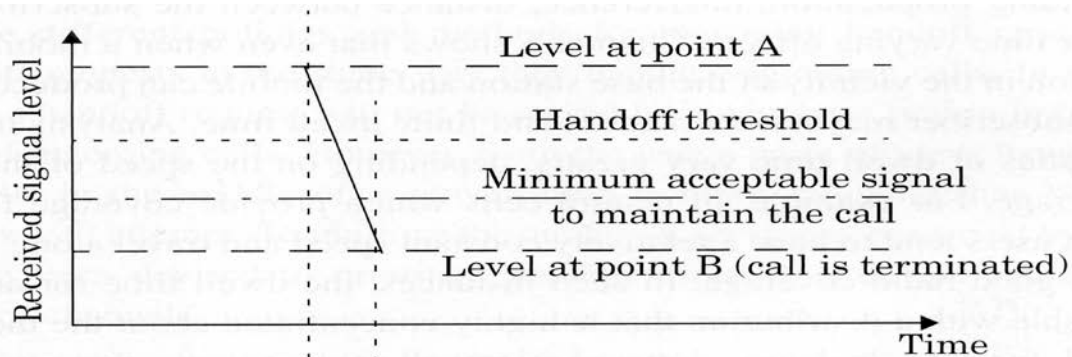 Level at point A
Handoff threshold
Minimum acceptable signal
to maintain the call
Level at point B (call is terminated)
Time
Received signal level